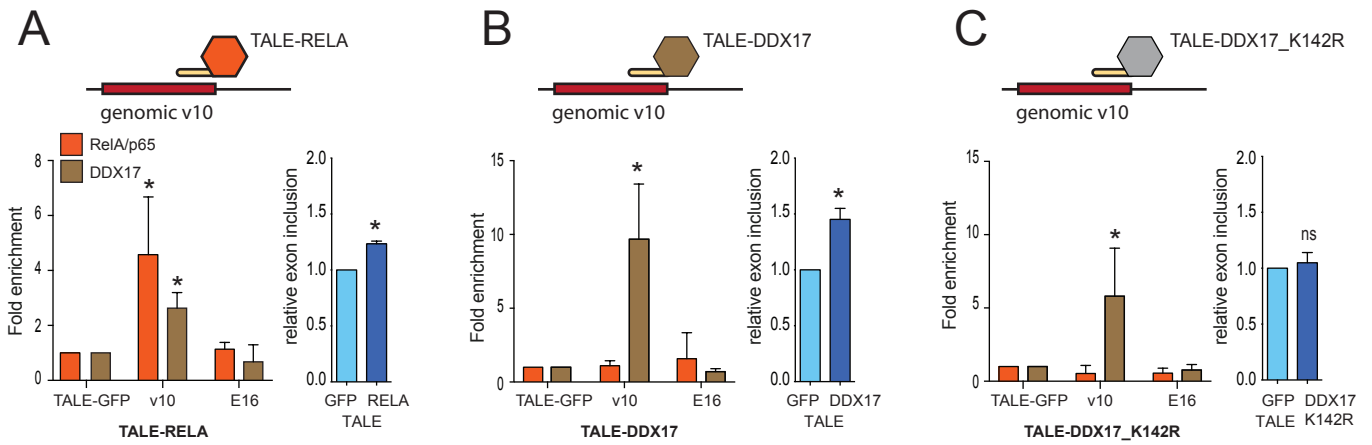 A
TALE-RELA
genomic v10
RelA/p65
DDX17
Fold enrichment
8
6
4
2
0
*
*
TALE-GFP v10 E16
TALE-RELA
relative exon inclusion
2.0
1.5
1.0
0.5
0.0
*
GFP RELA
TALE
B
TALE-DDX17
genomic v10
Fold enrichment
15
10
5
0
*
TALE-GFP v10 E16
TALE-DDX17
relative exon inclusion
2.0
1.5
1.0
0.5
0.0
*
GFP DDX17
TALE
C
TALE-DDX17_K142R
genomic v10
Fold enrichment
15
10
5
0
*
TALE-GFP v10 E16
TALE-DDX17_K142R
relative exon inclusion
2.0
1.5
1.0
0.5
0.0
ns
GFP DDX17
TALE K142R